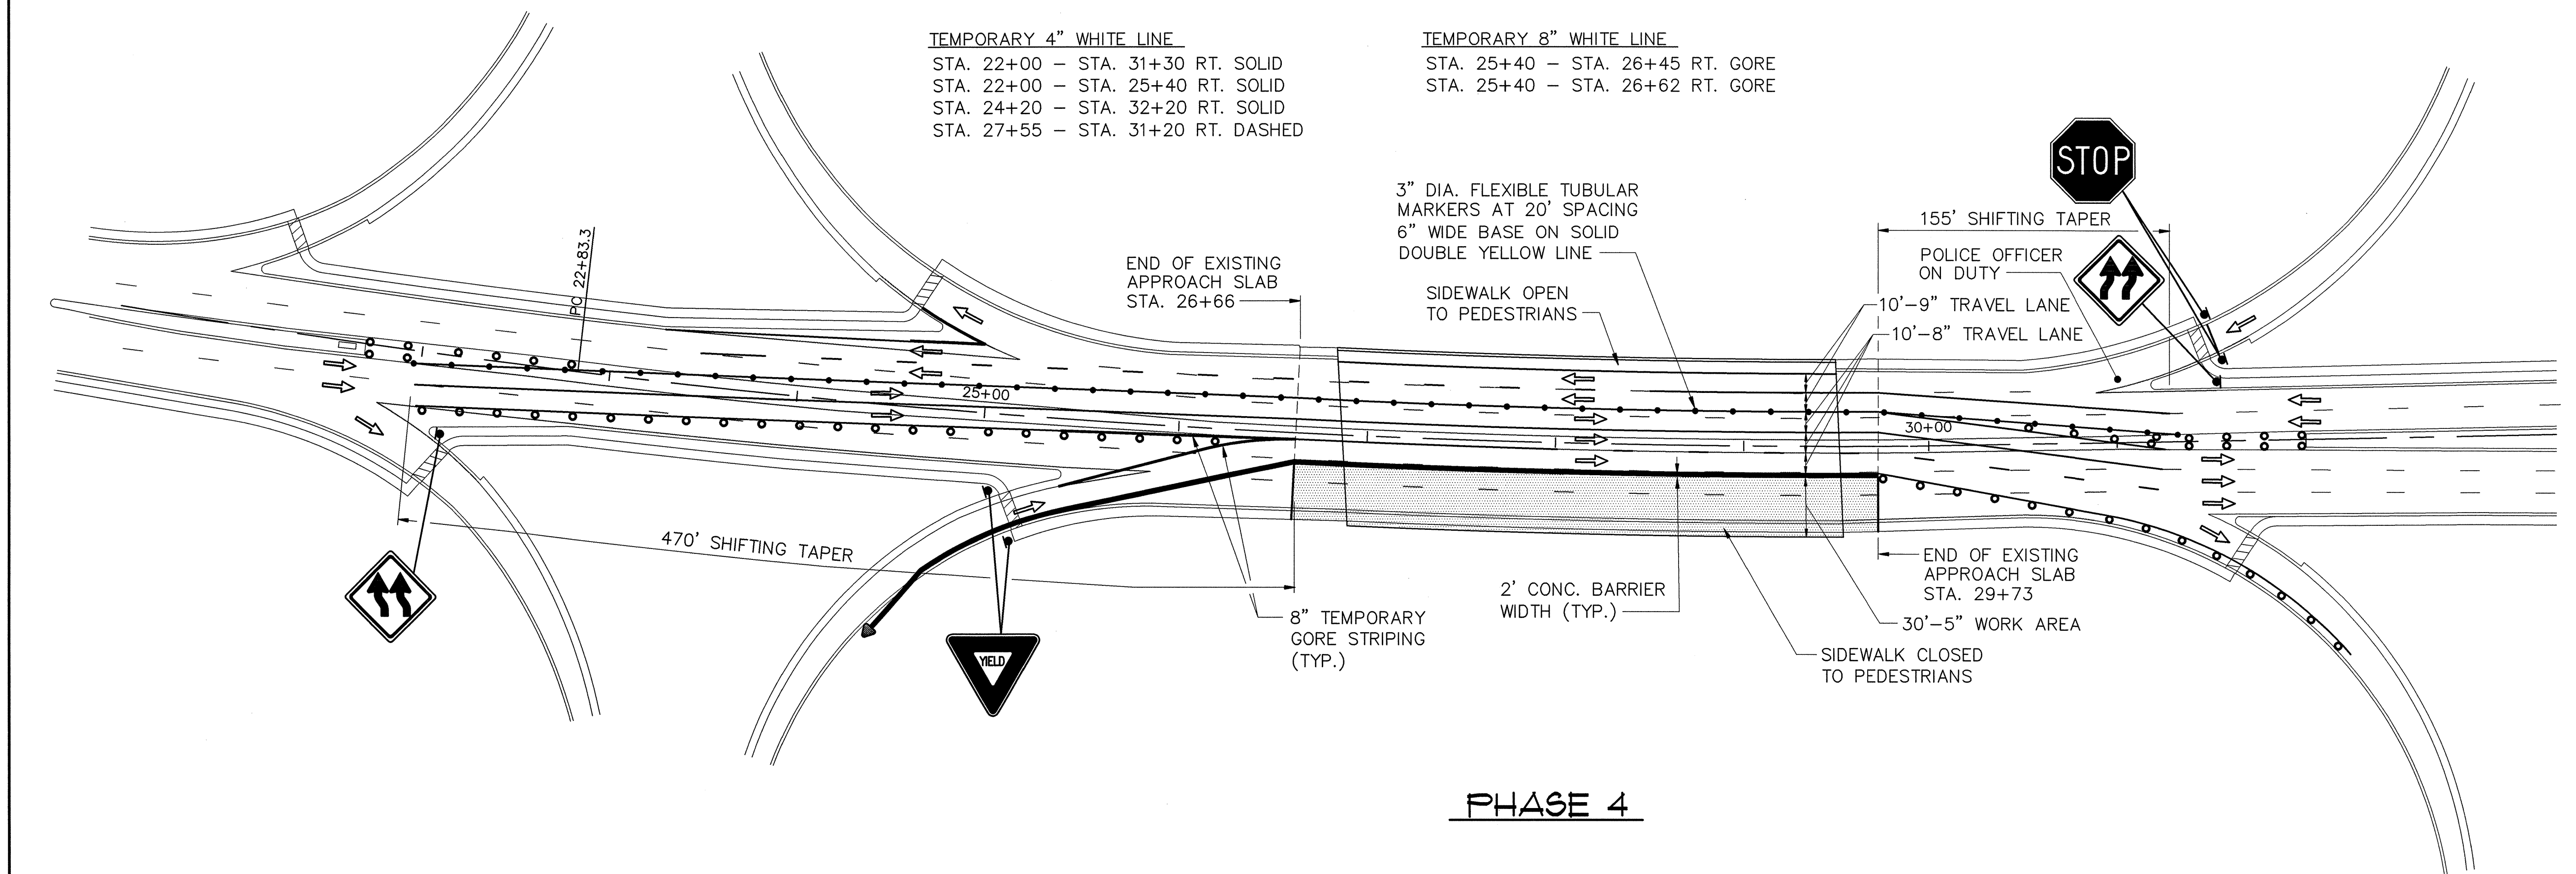 TEMPORARY 4" WHITE LINE
STA. 22+00 – STA. 31+30 RT. SOLID
STA. 22+00 – STA. 25+40 RT. SOLID
STA. 24+20 – STA. 32+20 RT. SOLID
STA. 27+55 – STA. 31+20 RT. DASHED
TEMPORARY 8" WHITE LINE
STA. 25+40 – STA. 26+45 RT. GORE
STA. 25+40 – STA. 26+62 RT. GORE
STOP
3" DIA. FLEXIBLE TUBULAR
MARKERS AT 20' SPACING
6" WIDE BASE ON SOLID
DOUBLE YELLOW LINE
155' SHIFTING TAPER
POLICE OFFICER
ON DUTY
PC 22+83.3
END OF EXISTING
APPROACH SLAB
STA. 26+66
SIDEWALK OPEN
TO PEDESTRIANS
10'-9" TRAVEL LANE
10'-8" TRAVEL LANE
25+00
30+00
470' SHIFTING TAPER
END OF EXISTING
APPROACH SLAB
STA. 29+73
2' CONC. BARRIER
WIDTH (TYP.)
8" TEMPORARY
GORE STRIPING
(TYP.)
30'-5" WORK AREA
YIELD
SIDEWALK CLOSED
TO PEDESTRIANS
PHASE 4